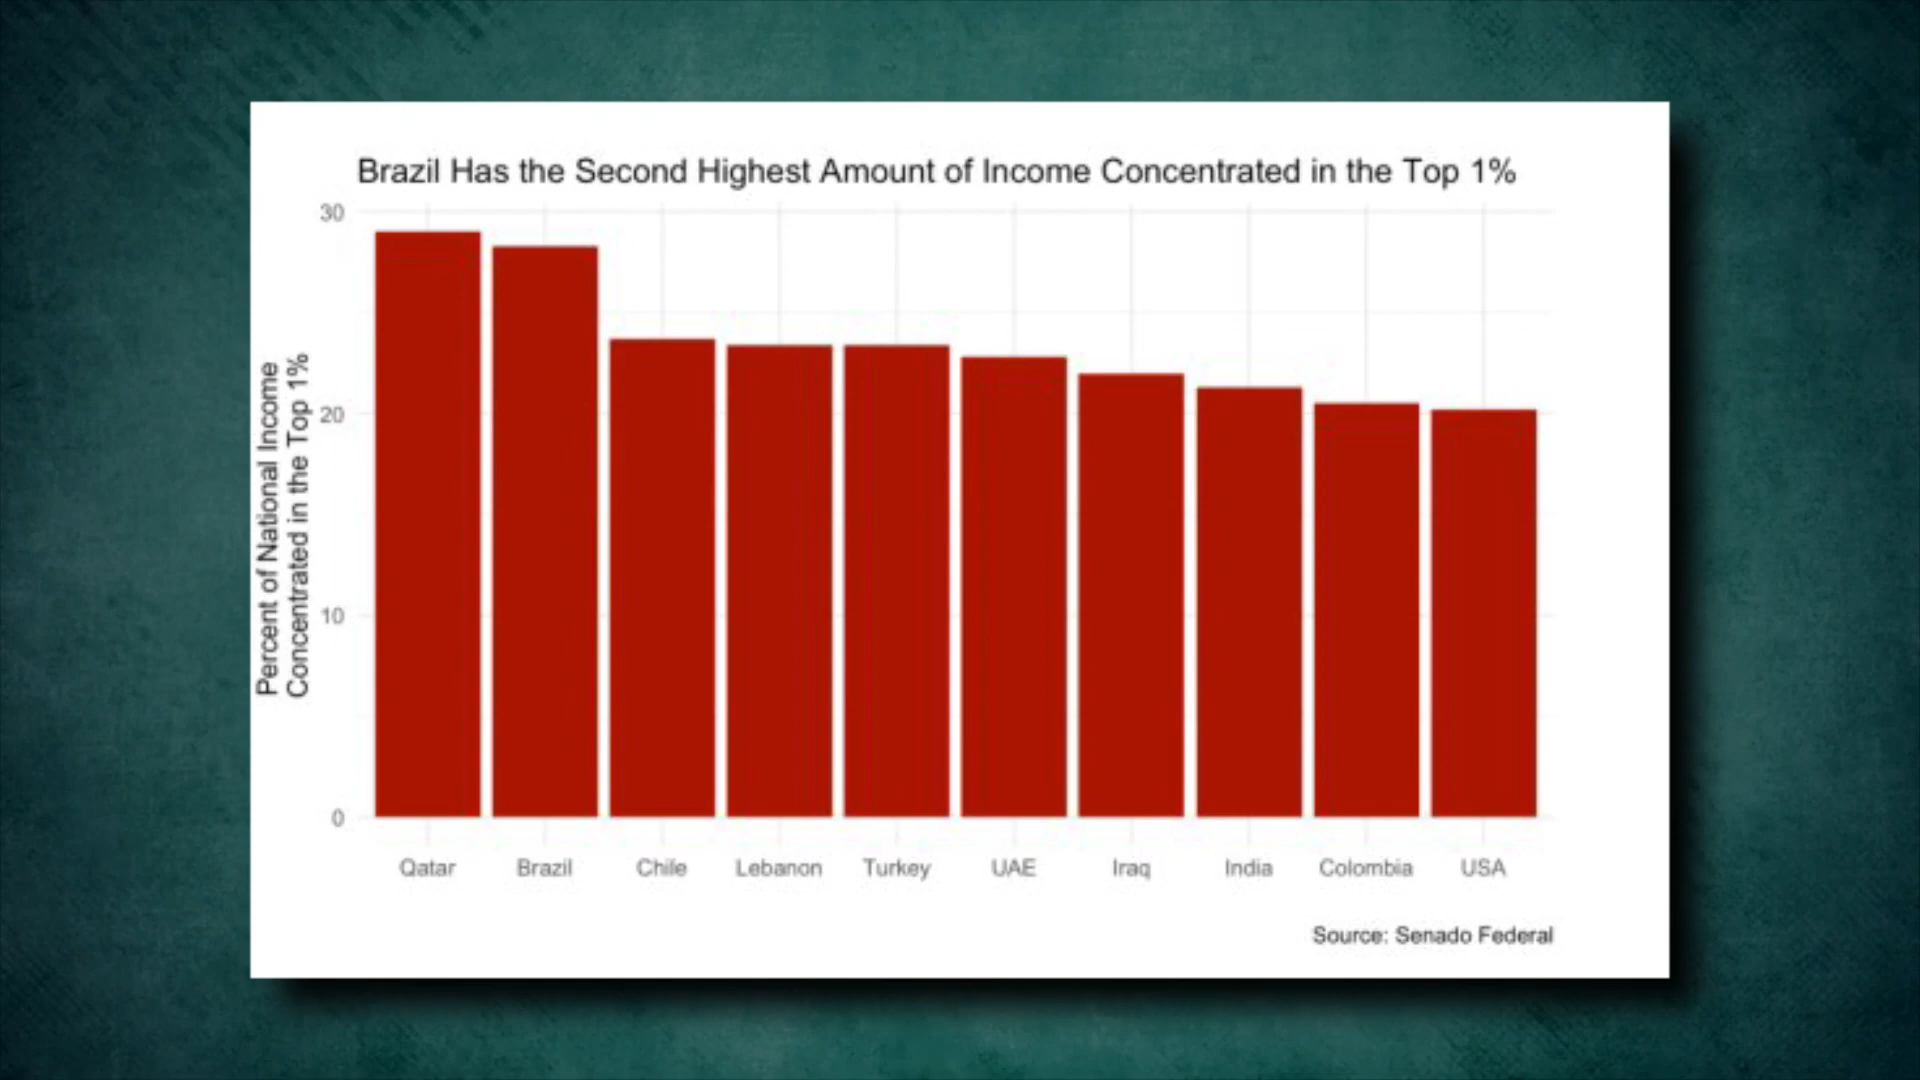 Brazil Has the Second Highest Amount of Income Concentrated in the Top 1%
30
20
10
0
Percent of National Income
Concentrated in the Top 1%
Qatar Brazil Chile Lebanon Turkey UAE Iraq India Colombia USA
Source: Senado Federal